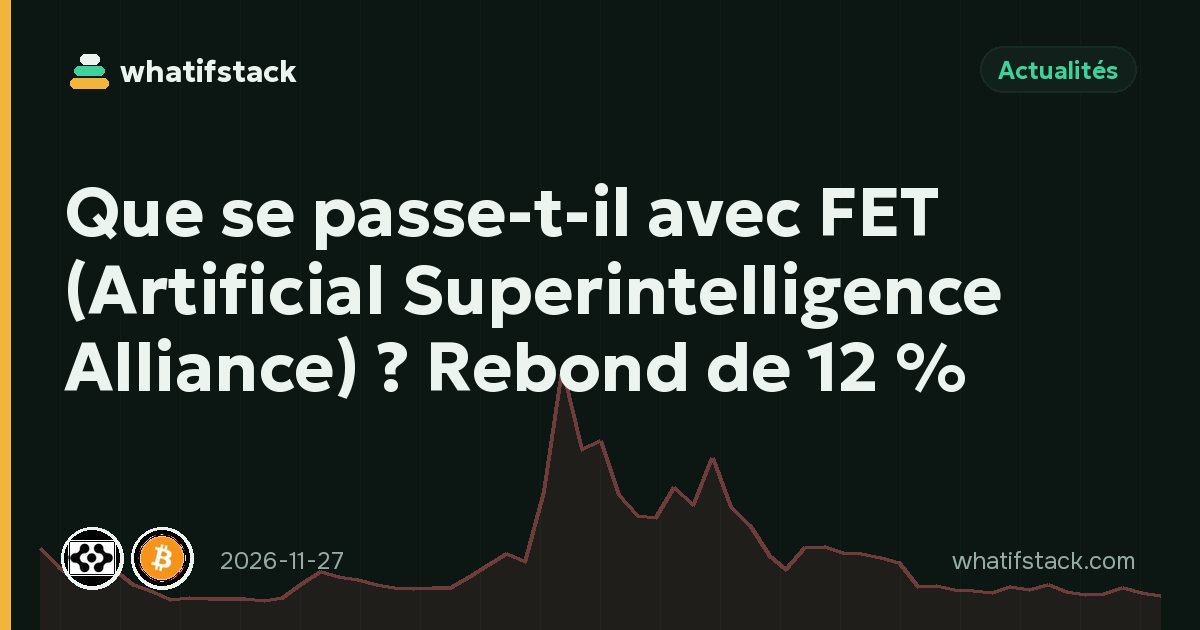 whatifstack
Actualités
Que se passe-t-il avec FET
(Artificial Superintelligence
Alliance) ? Rebond de 12 %
2026-11-27
whatifstack.com